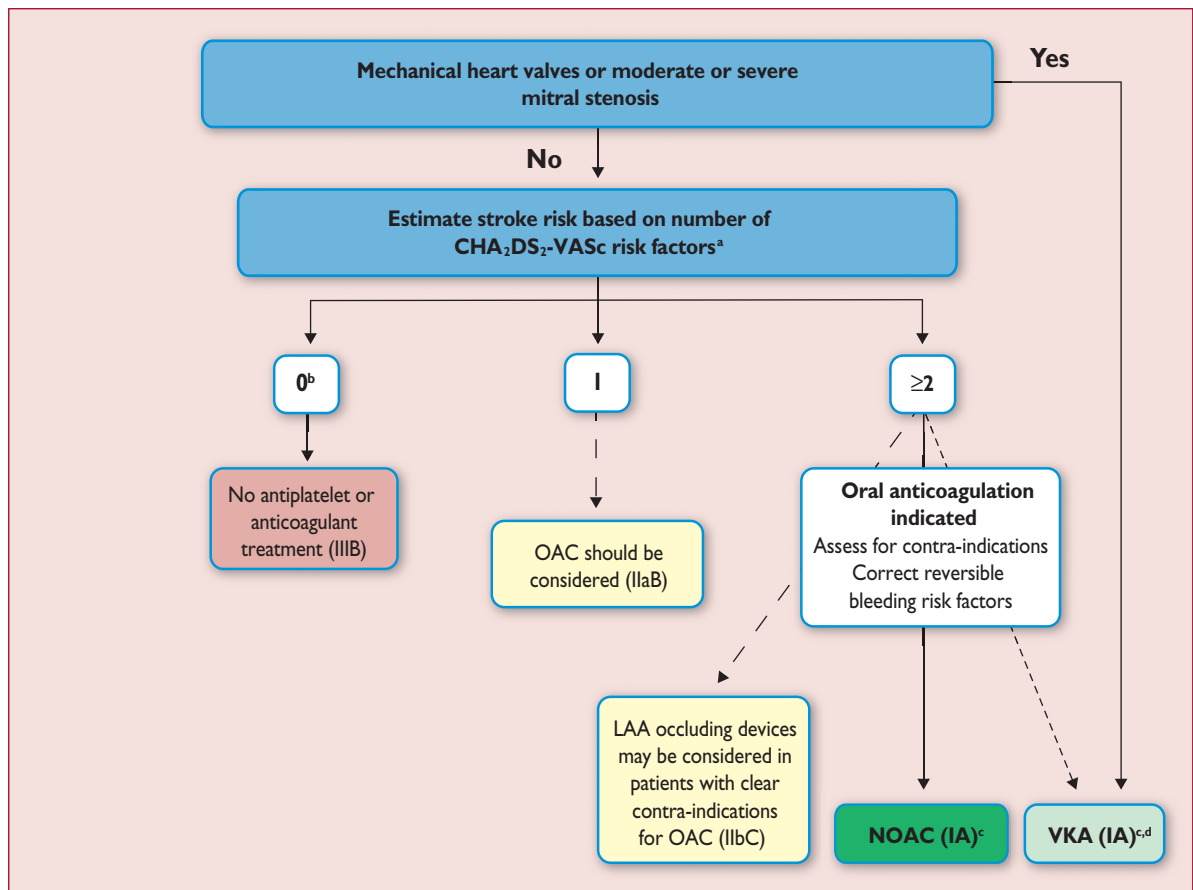 Mechanical heart valves or moderate or severe
mitral stenosis
Yes
No
Estimate stroke risk based on number of
CHA₂DS₂-VASc risk factorsᵃ
0ᵇ
1
≥2
No antiplatelet or
anticoagulant
treatment (IIIB)
OAC should be
considered (IIaB)
Oral anticoagulation
indicated
Assess for contra-indications
Correct reversible
bleeding risk factors
LAA occluding devices
may be considered in
patients with clear
contra-indications
for OAC (IIbC)
NOAC (IA)ᶜ
VKA (IA)ᶜ,ᵈ